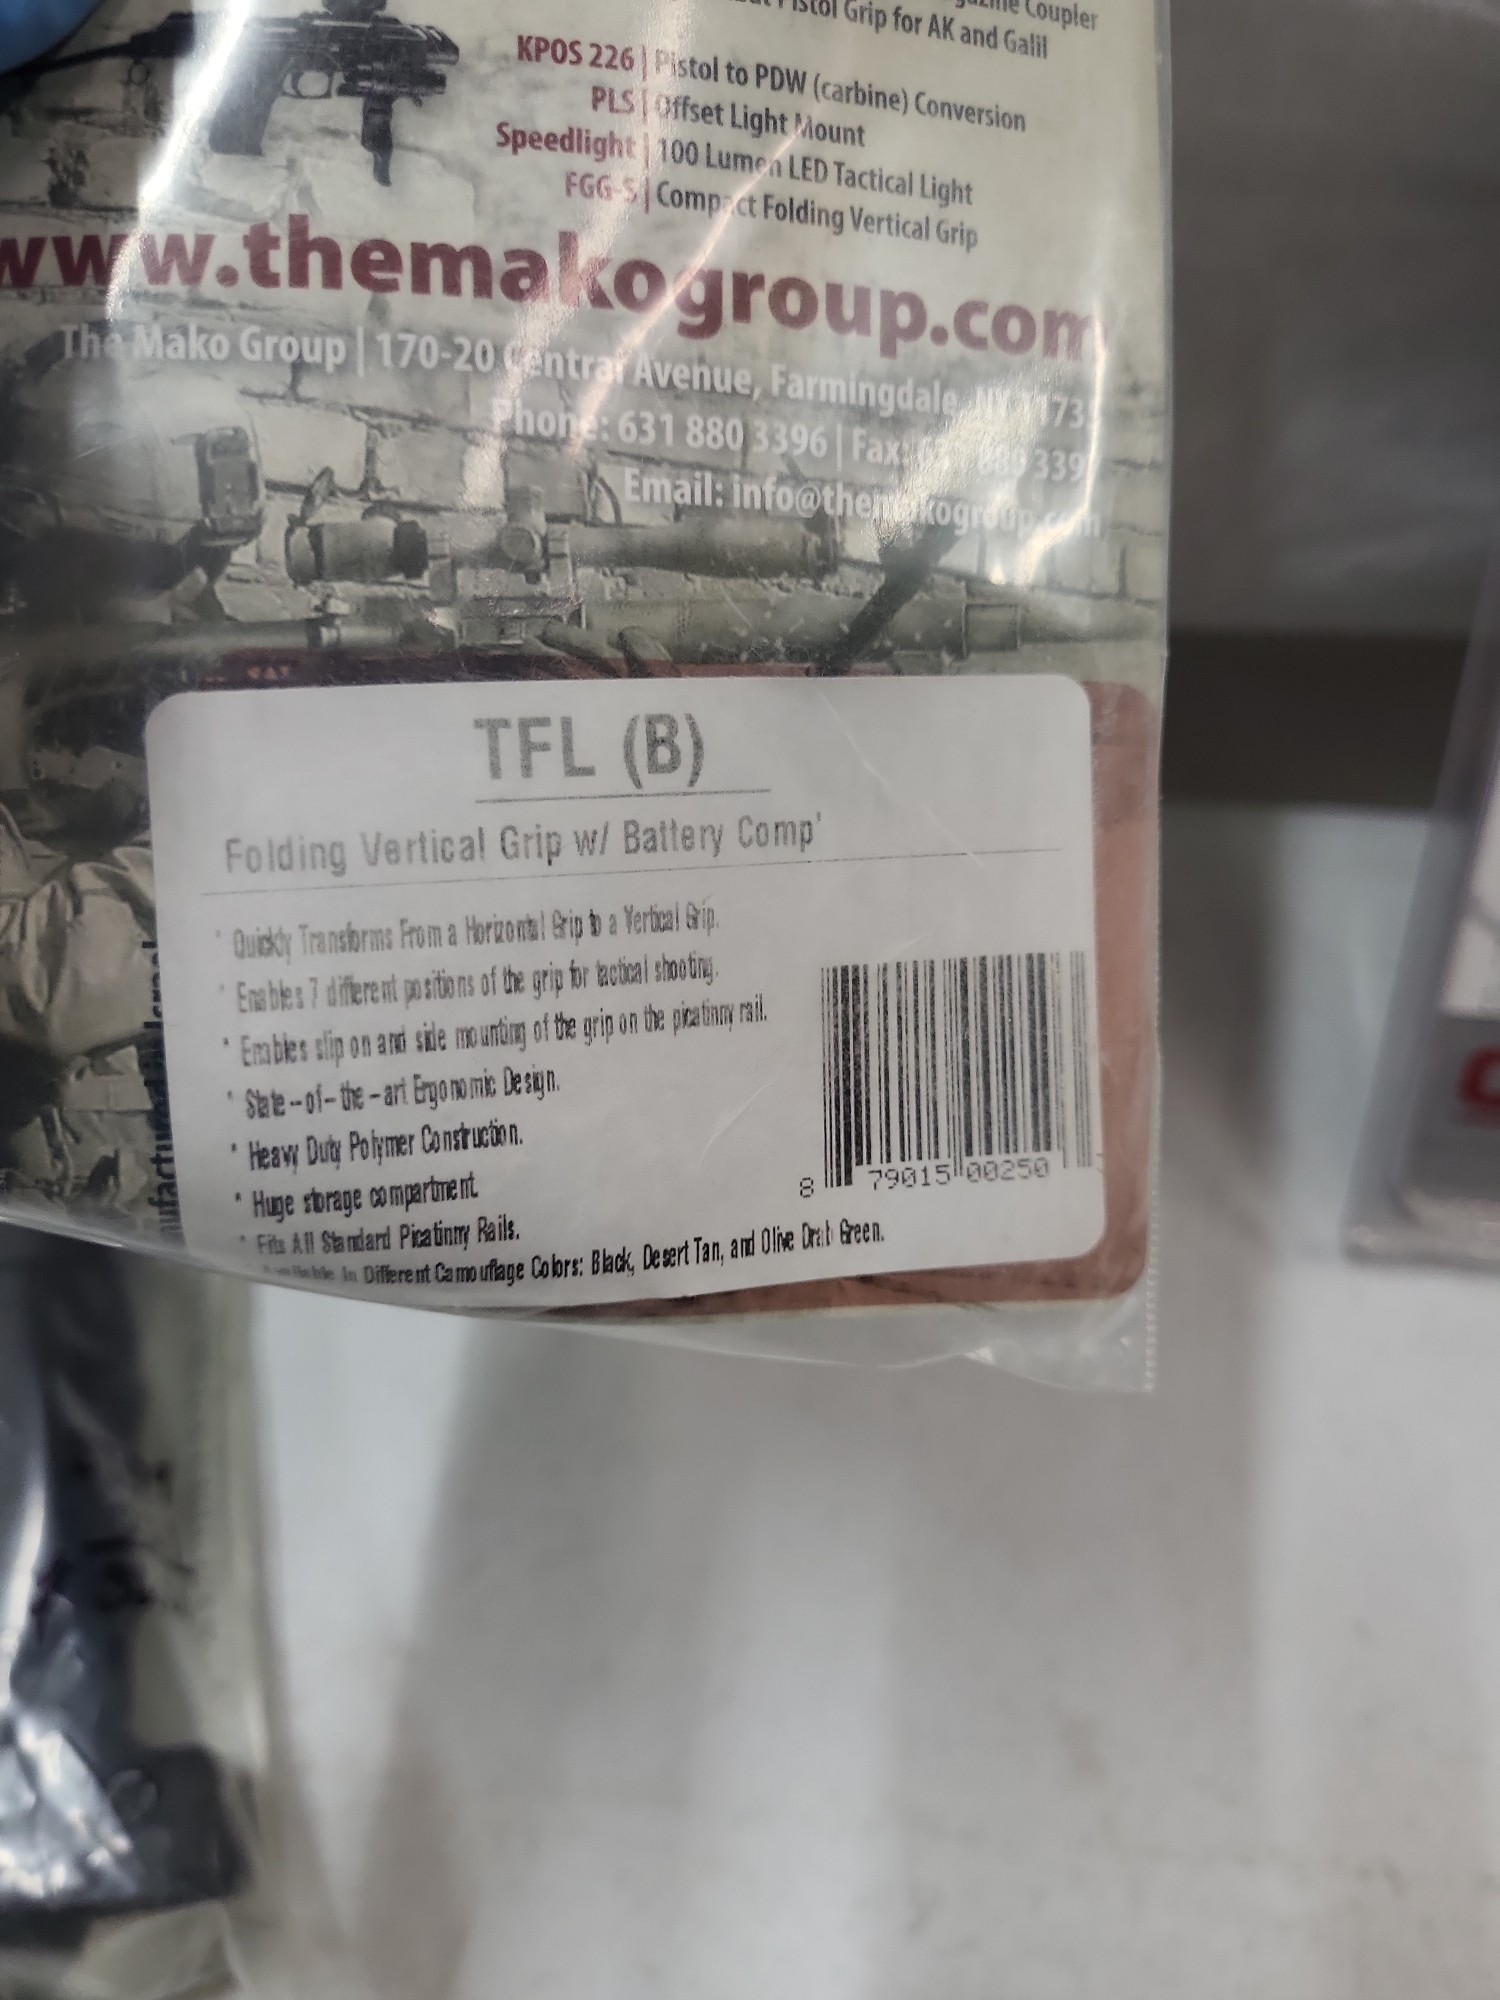 Coupler
Pistol Grip for AK and Galil
KPOS 226 | Pistol to PDW (carbine) Conversion
PLS | Offset Light Mount
Speedlight | 100 Lumen LED Tactical Light
FGG-S | Compact Folding Vertical Grip
www.themakogroup.com
The Mako Group | 170-20 Central Avenue, Farmingdale, NY 1173
Phone: 631 880 3396 | Fax: 339
Email: info@themakogroup.com
TFL (B)
Folding Vertical Grip w/ Battery Comp'
* Quickly Transforms From a Horizontal Grip to a Vertical Grip.
* Enables 7 different positions of the grip for tactical shooting.
* Enables slip on and side mounting of the grip on the picatinny rail.
* State-of-the-art Ergonomic Design.
* Heavy Duty Polymer Construction.
* Huge storage compartment.
* Fits All Standard Picatinny Rails.
In Different Camouflage Colors: Black, Desert Tan, and Olive Drab Green.
8 79015 00250